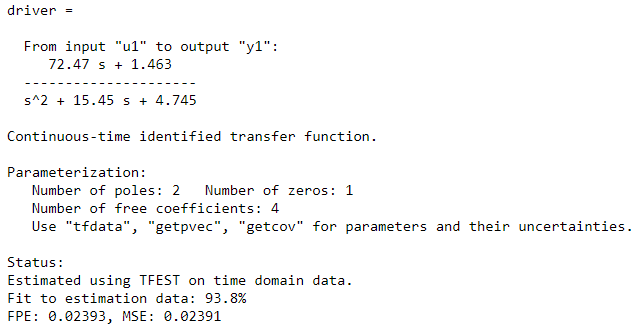 driver =
From input "u1" to output "y1":
72.47 s + 1.463
---------------------
s^2 + 15.45 s + 4.745
Continuous-time identified transfer function.
Parameterization:
Number of poles: 2   Number of zeros: 1
Number of free coefficients: 4
Use "tfdata", "getpvec", "getcov" for parameters and their uncertainties.
Status:
Estimated using TFEST on time domain data.
Fit to estimation data: 93.8%
FPE: 0.02393, MSE: 0.02391